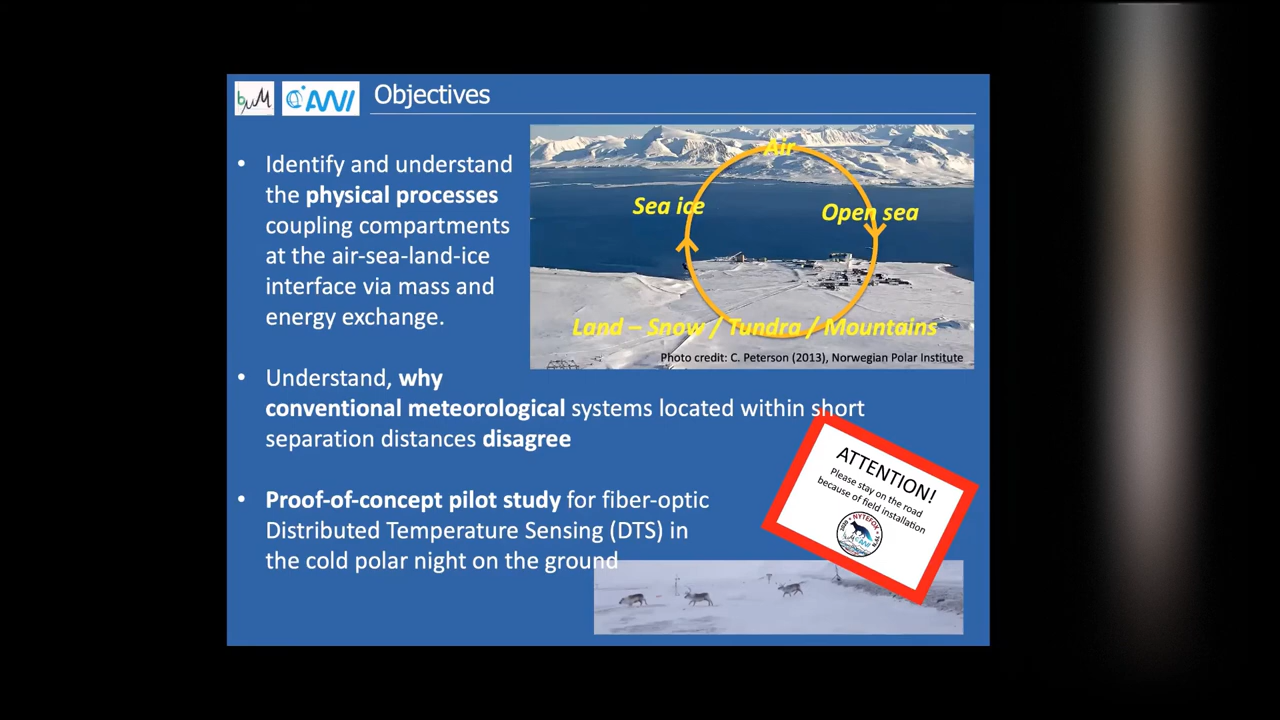 AWI
Objectives
• Identify and understand
the physical processes
coupling compartments
at the air-sea-land-ice
interface via mass and
energy exchange.
Air
Sea ice
Open sea
Land – Snow / Tundra / Mountains
Photo credit: C. Peterson (2013), Norwegian Polar Institute
• Understand, why
conventional meteorological systems located within short
separation distances disagree
• Proof-of-concept pilot study for fiber-optic
Distributed Temperature Sensing (DTS) in
the cold polar night on the ground
ATTENTION!
Please stay on the road
because of field installation
NYTEFOX